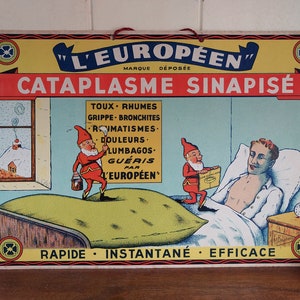 "L'EUROPÉEN"
MARQUE DÉPOSÉE
CATAPLASME SINAPISÉ
TOUX · RHUMES
GRIPPE · BRONCHITES
RHUMATISMES
DOULEURS
LUMBAGOS
GUÉRIS
PAR
L'EUROPÉEN
RAPIDE · INSTANTANÉ · EFFICACE